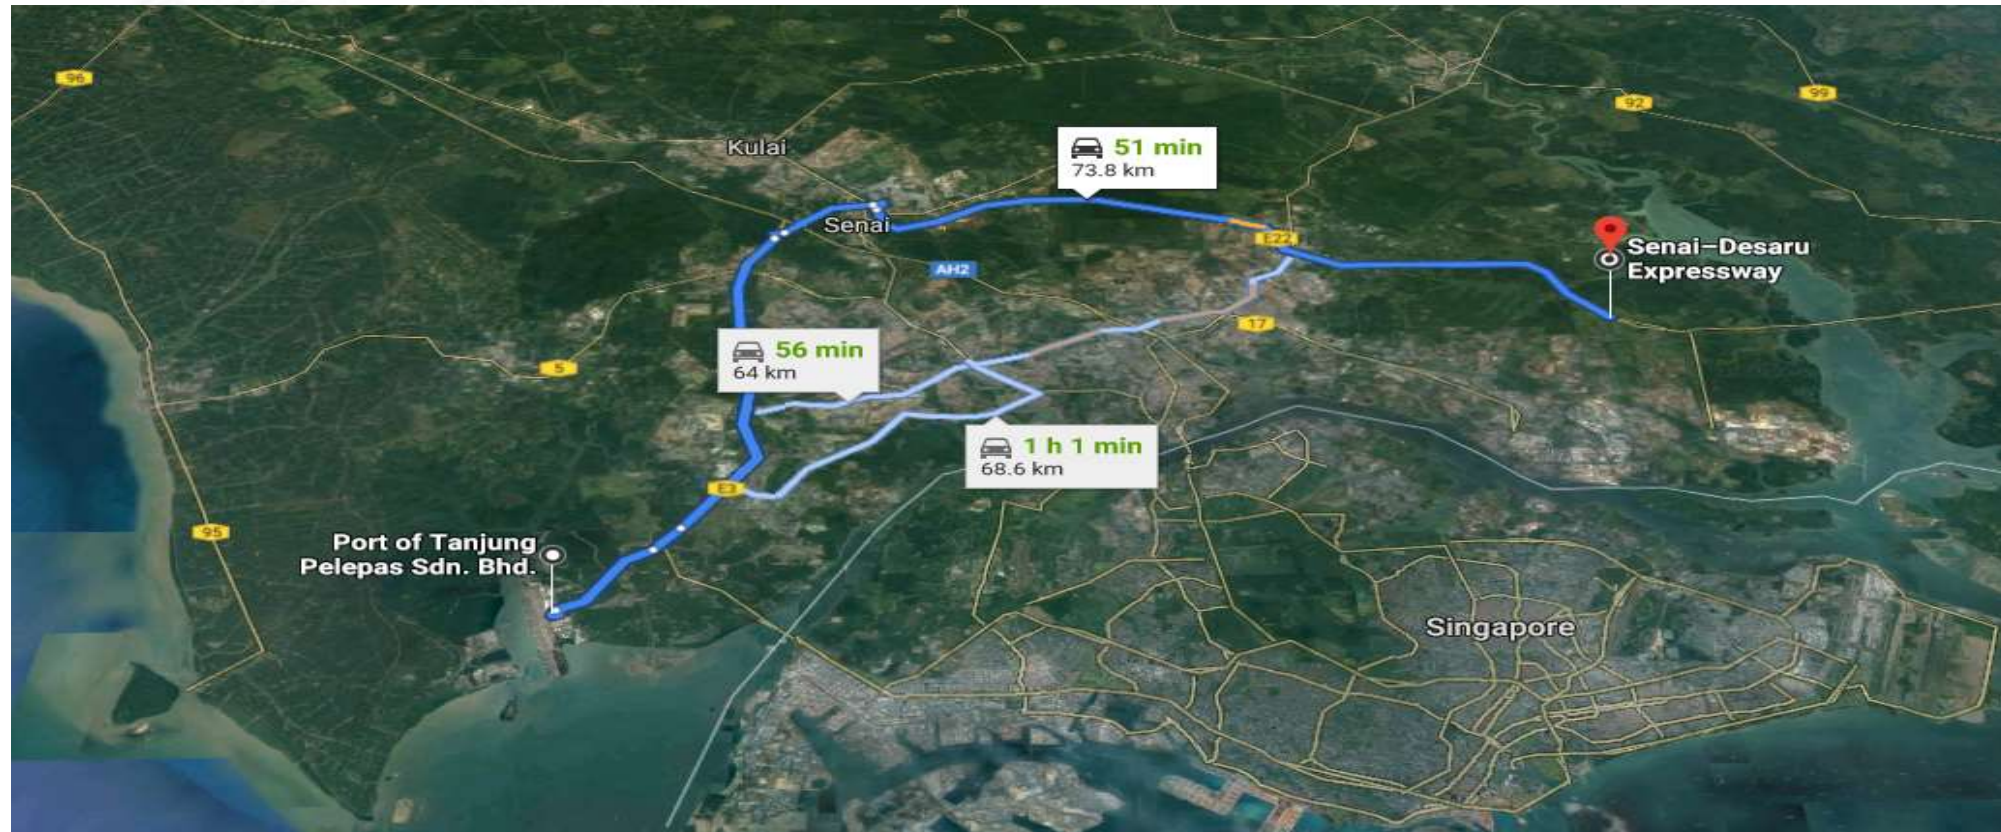 96
99
92
Kulai
51 min
73.8 km
Senai
E22
Senai–Desaru
Expressway
AH2
17
56 min
64 km
5
1 h 1 min
68.6 km
E3
95
Port of Tanjung
Pelepas Sdn. Bhd.
Singapore